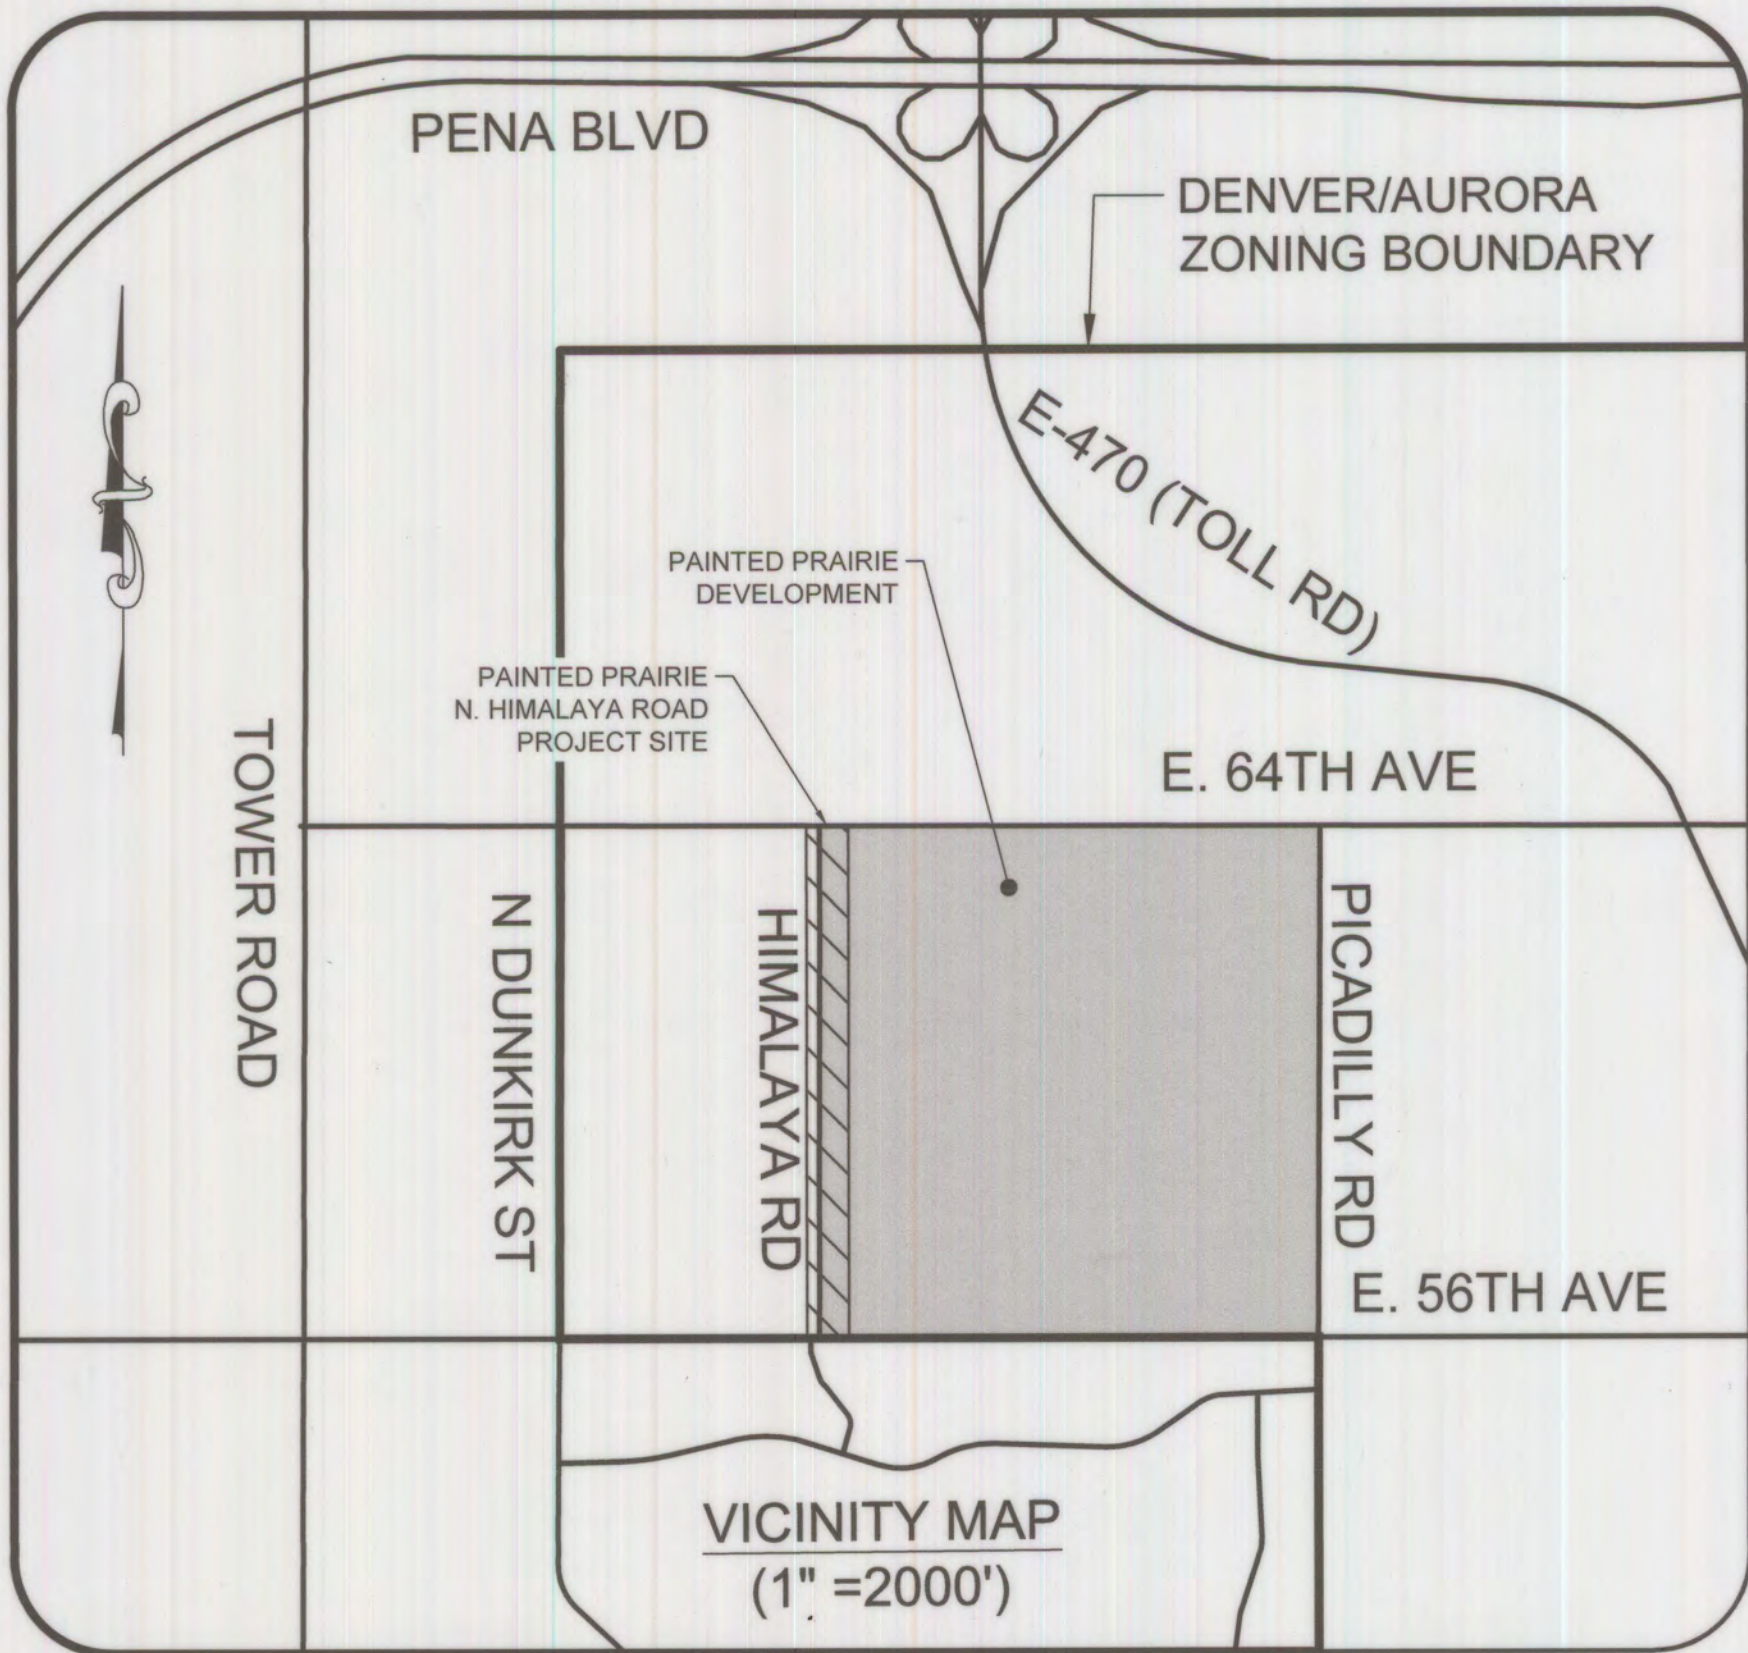 PENA BLVD
DENVER/AURORA
ZONING BOUNDARY
E-470 (TOLL RD)
PAINTED PRAIRIE
DEVELOPMENT
PAINTED PRAIRIE
N. HIMALAYA ROAD
PROJECT SITE
E. 64TH AVE
TOWER ROAD
N DUNKIRK ST
HIMALAYA RD
PICADILLY RD
E. 56TH AVE
VICINITY MAP
(1" =2000')